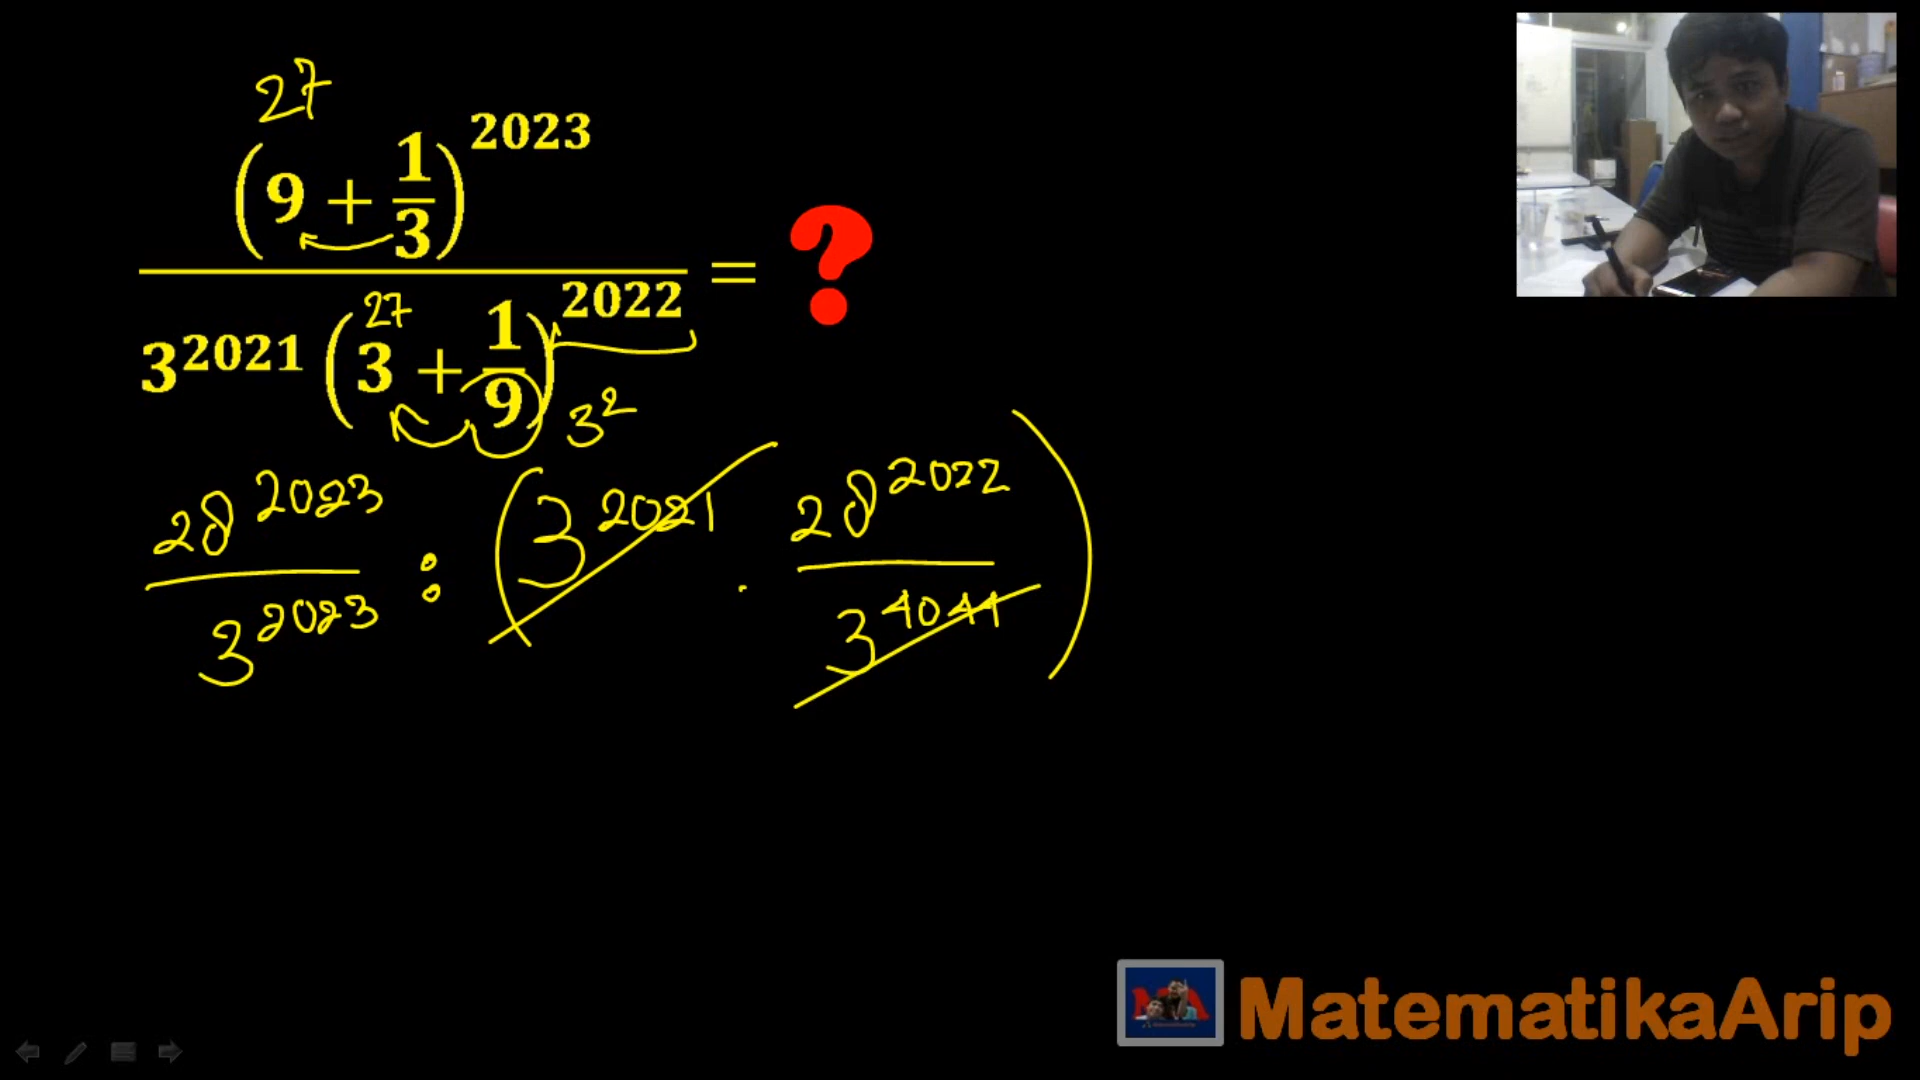 27
(9 + 1/3)^2023
3^2021 (3 + 1/9)^2022 = ?
27
3^2
28^2023 / 3^2023 : (3^2021 . 28^2022 / 3^4044)
MatematikaArip